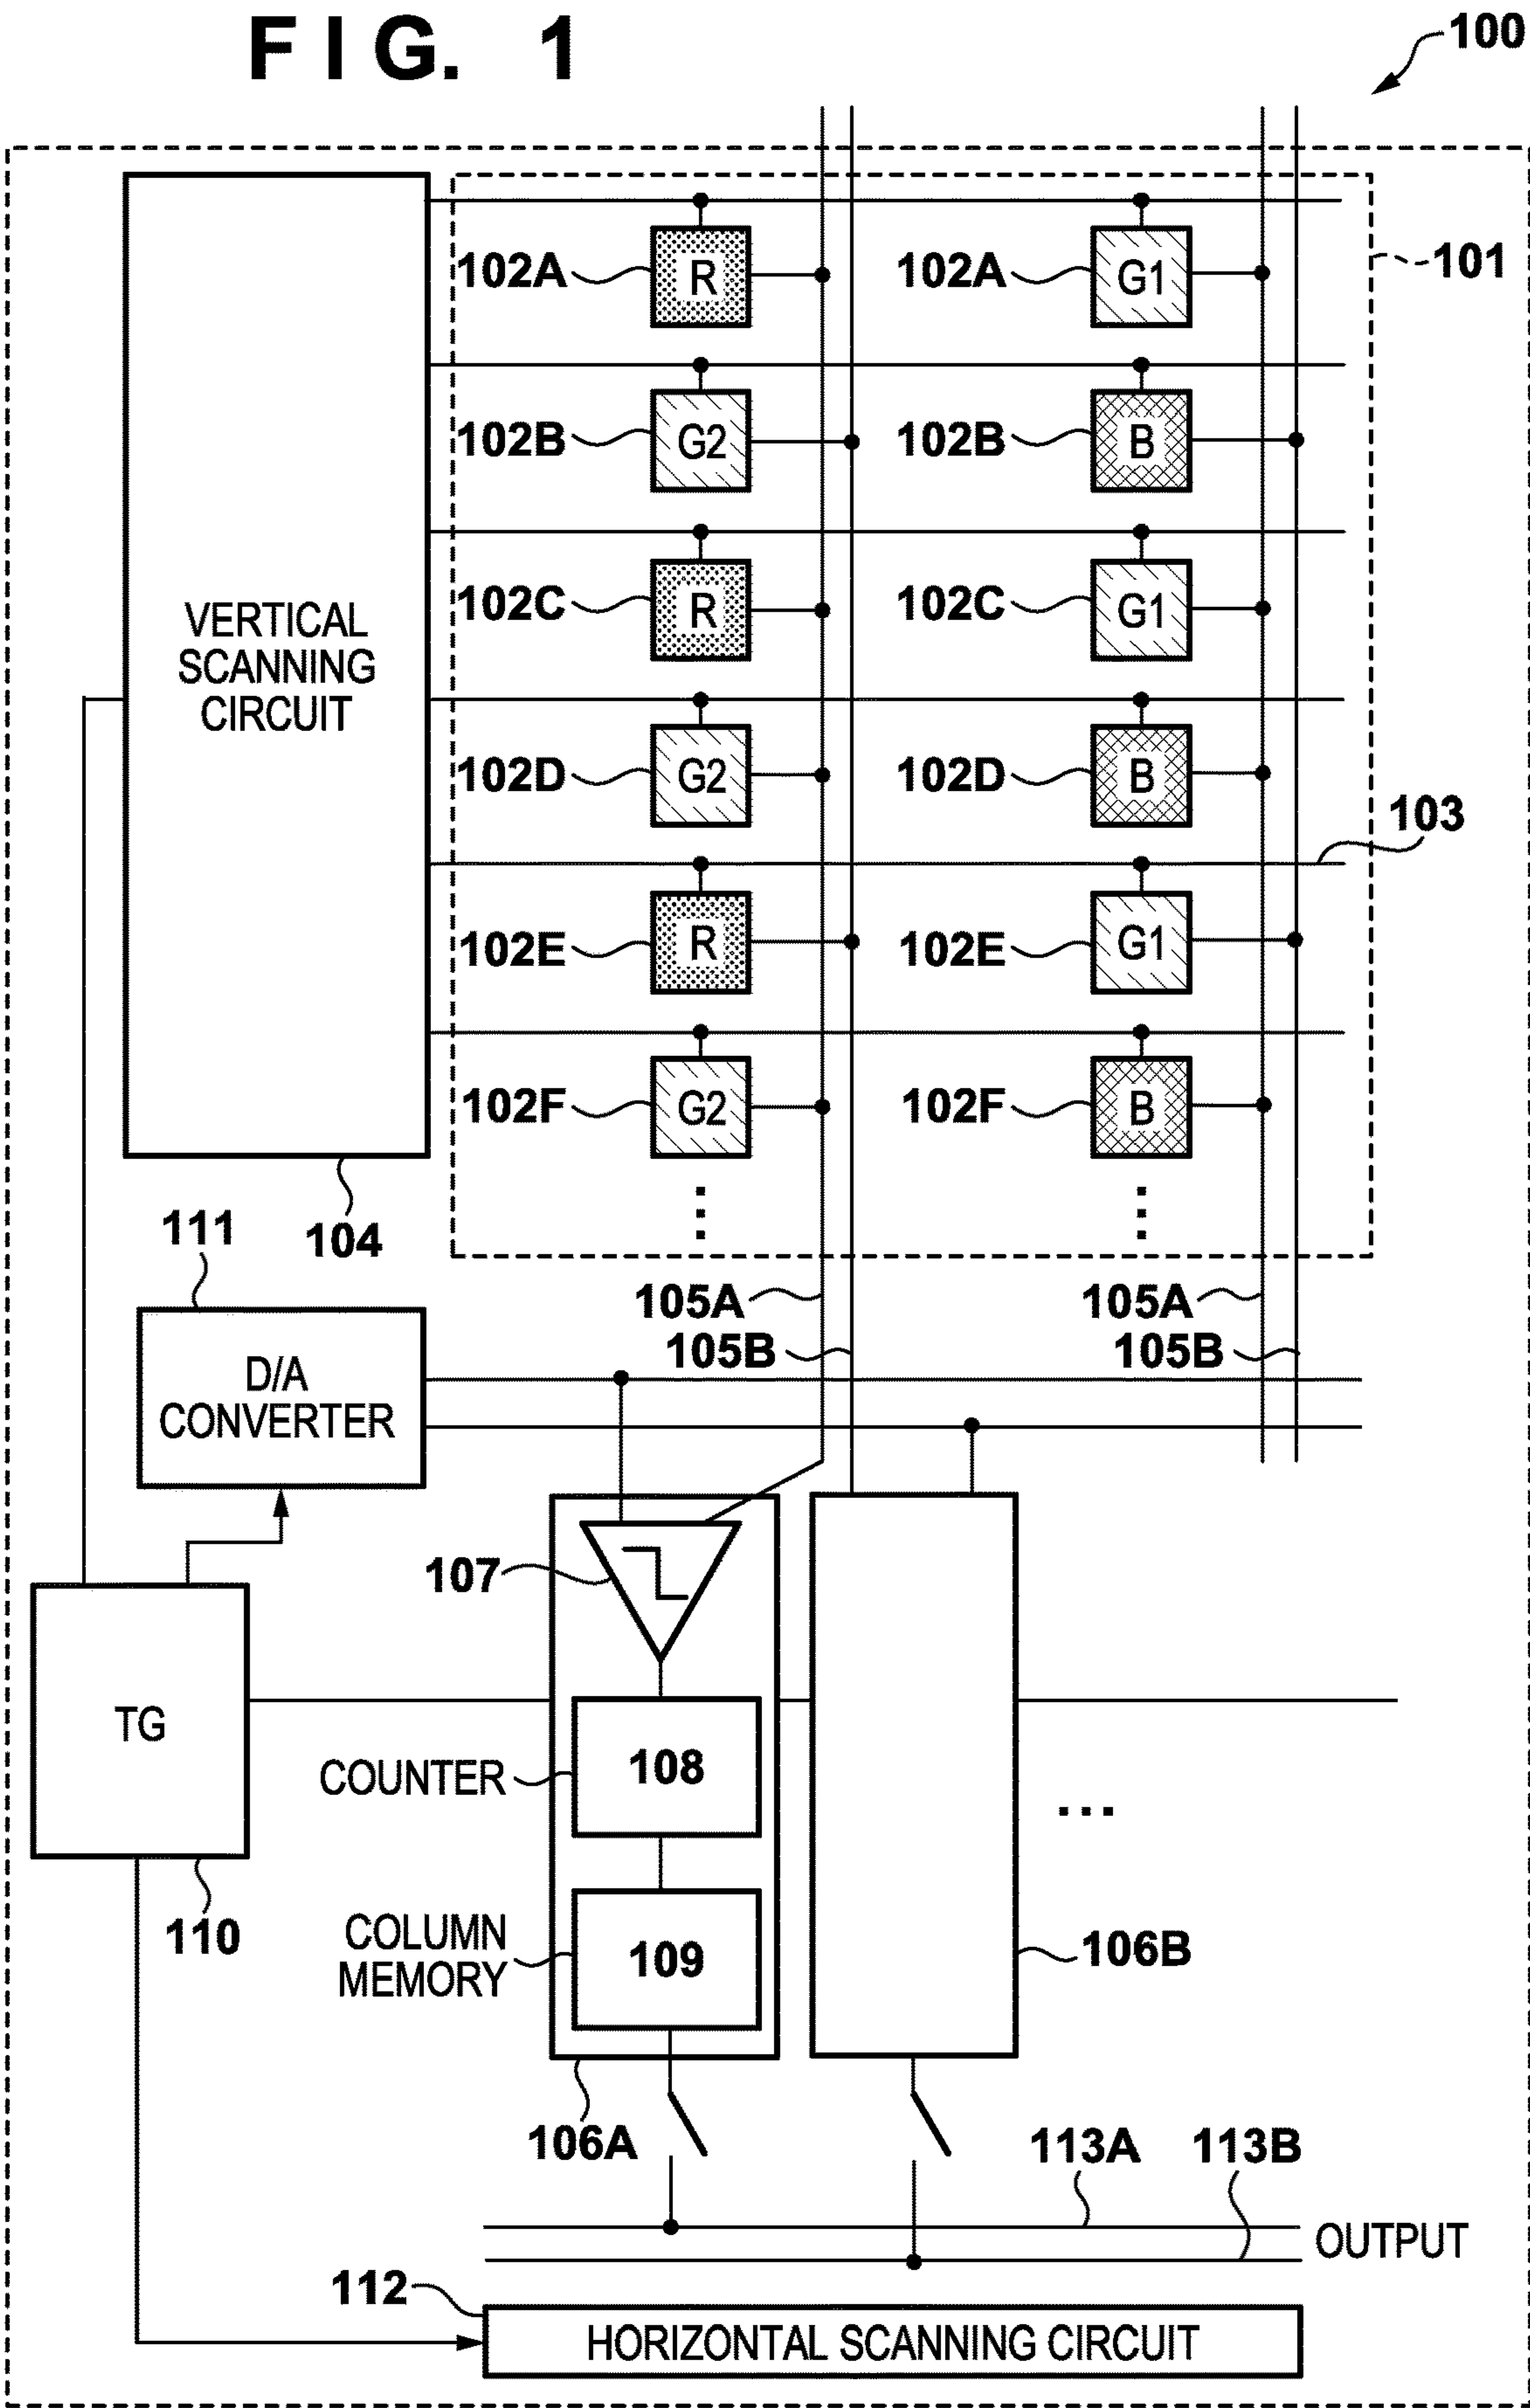 FIG. 1
100
102A R 102A G1 101
102B G2 102B B
102C R 102C G1
VERTICAL
SCANNING
CIRCUIT
102D G2 102D B
103
102E R 102E G1
102F G2 102F B
104
111
105A 105A
105B 105B
D/A
CONVERTER
107
TG
COUNTER 108
...
110
COLUMN
MEMORY
109
106B
106A
113A 113B
OUTPUT
112
HORIZONTAL SCANNING CIRCUIT